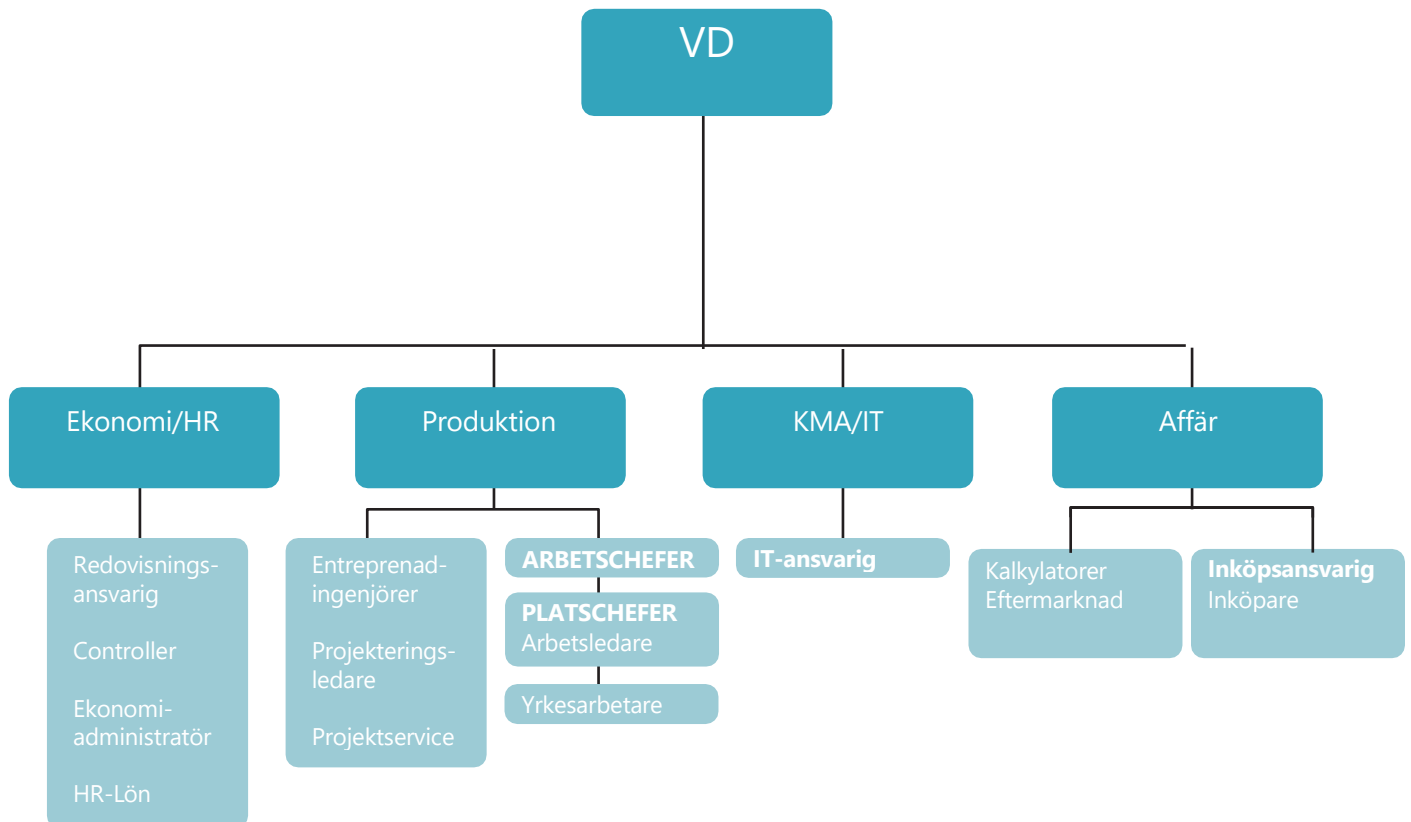 VD
Ekonomi/HR
Produktion
KMA/IT
Affär
Redovisnings-
ansvarig
Controller
Ekonomi-
administratör
HR-Lön
Entreprenad-
ingenjörer
Projekterings-
ledare
Projektservice
ARBETSCHEFER
PLATSCHEFER
Arbetsledare
Yrkesarbetare
IT-ansvarig
Kalkylatorer
Eftermarknad
Inköpsansvarig
Inköpare